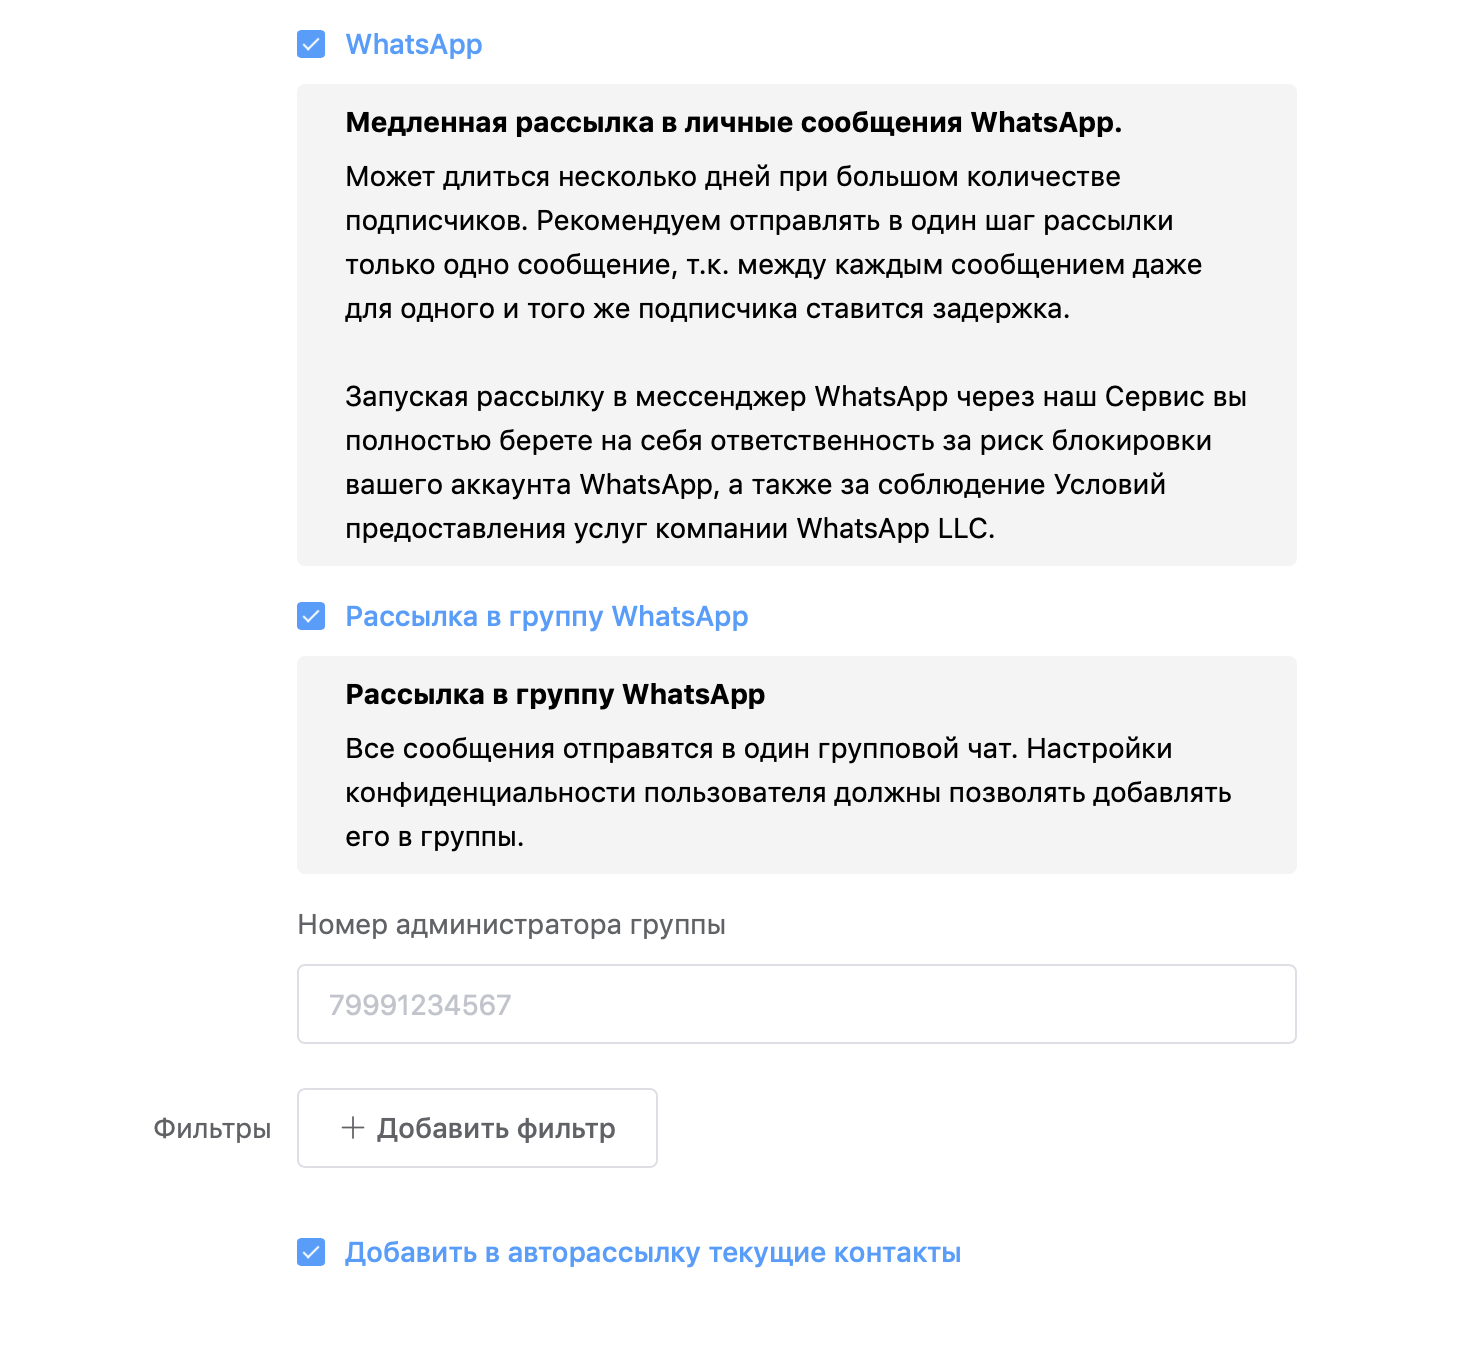 WhatsApp
Медленная рассылка в личные сообщения WhatsApp.
Может длиться несколько дней при большом количестве
подписчиков. Рекомендуем отправлять в один шаг рассылки
только одно сообщение, т.к. между каждым сообщением даже
для одного и того же подписчика ставится задержка.
Запуская рассылку в мессенджер WhatsApp через наш Сервис вы
полностью берете на себя ответственность за риск блокировки
вашего аккаунта WhatsApp, а также за соблюдение Условий
предоставления услуг компании WhatsApp LLC.
Рассылка в группу WhatsApp
Рассылка в группу WhatsApp
Все сообщения отправятся в один групповой чат. Настройки
конфиденциальности пользователя должны позволять добавлять
его в группы.
Номер администратора группы
79991234567
Фильтры
+ Добавить фильтр
Добавить в авторассылку текущие контакты